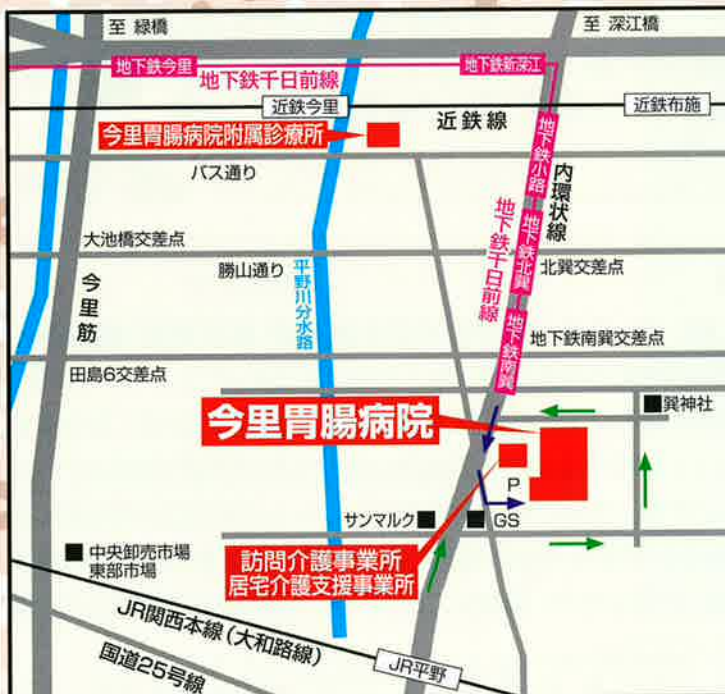 至 緑橋
至 深江橋
地下鉄今里
地下鉄千日前線
地下鉄新深江
近鉄今里
近鉄線
近鉄布施
今里胃腸病院附属診療所
バス通り
地下鉄小路
内環状線
大池橋交差点
勝山通り
平野川分水路
地下鉄千日前線
地下鉄北巽
北巽交差点
今里筋
地下鉄南巽
地下鉄南巽交差点
田島6交差点
今里胃腸病院
巽神社
P
サンマルク
GS
中央卸売市場
東部市場
訪問介護事業所
居宅介護支援事業所
JR関西本線(大和路線)
国道25号線
JR平野